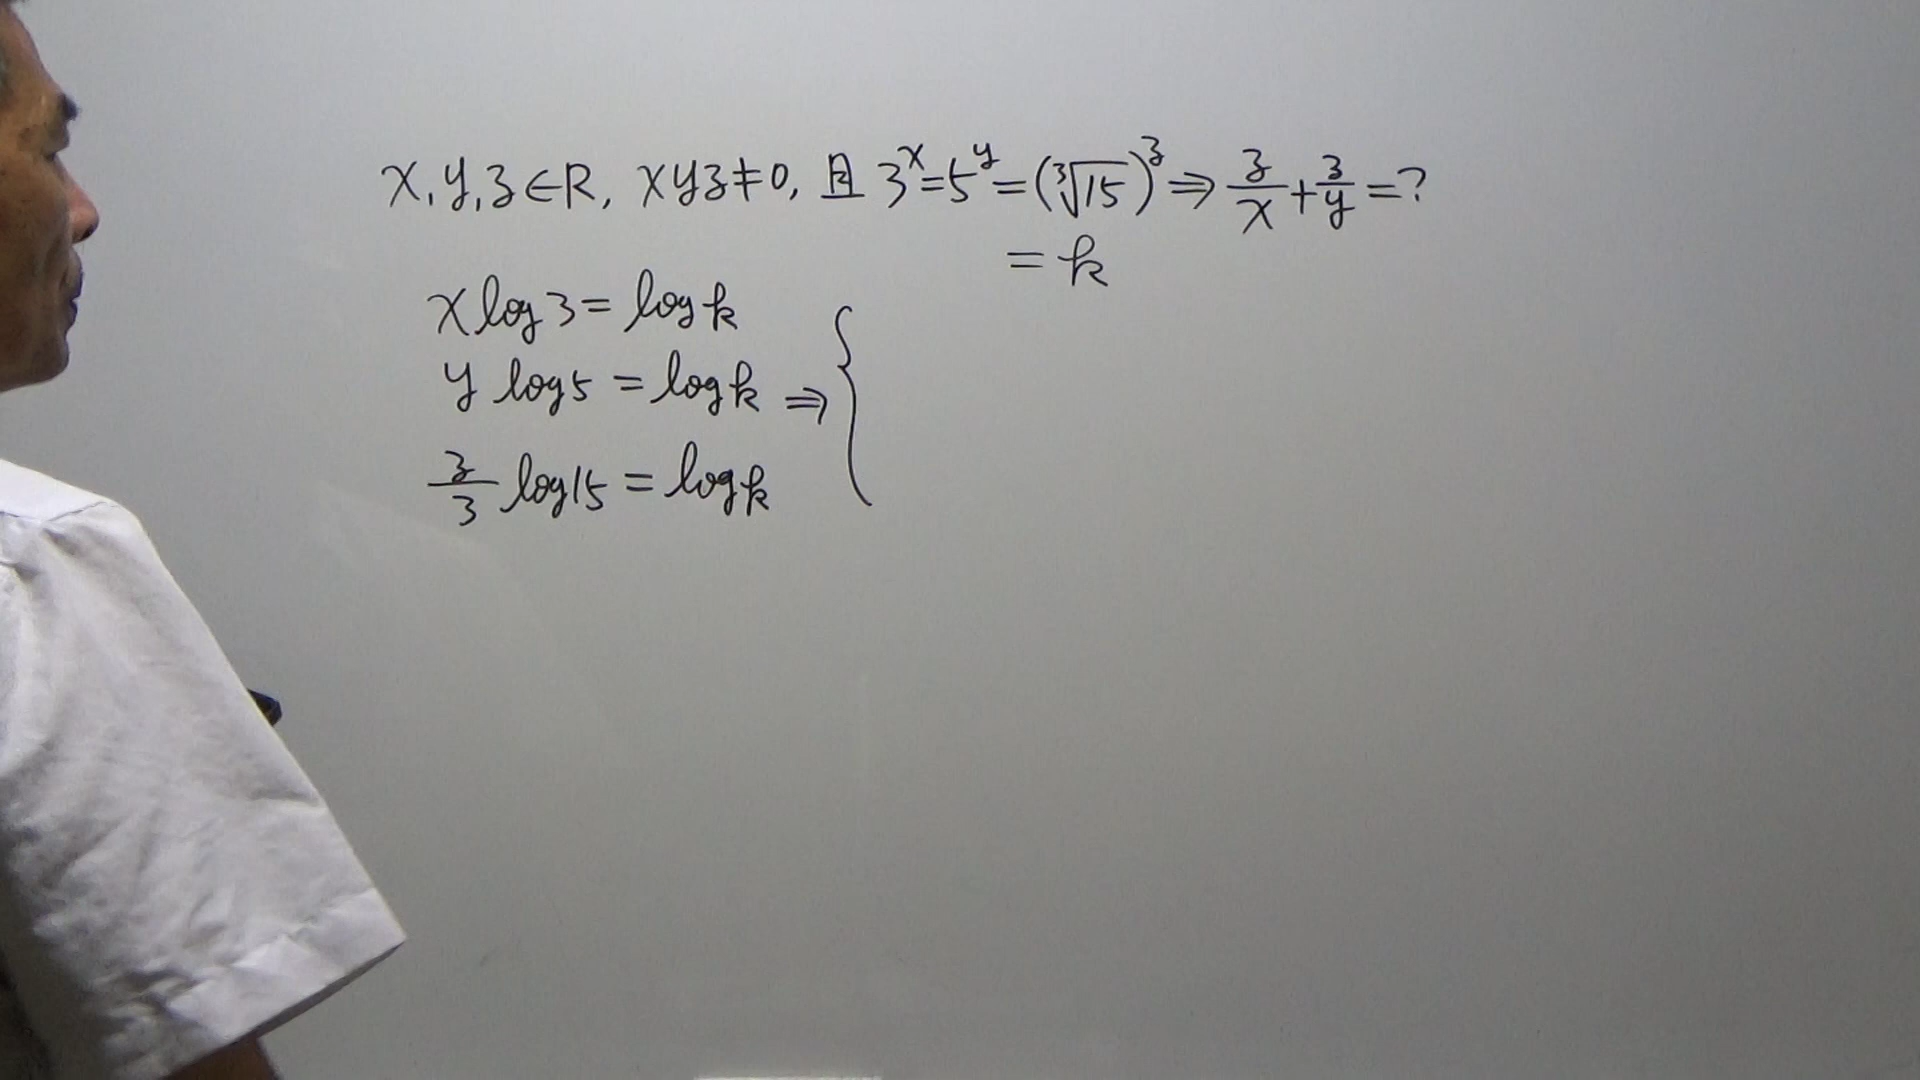 x, y, z ∈ R, xyz ≠ 0, 且 3^x = 5^y = (∛15)^z ⇒ z/x + z/y = ?
= k
x log 3 = log k
y log 5 = log k ⇒ {
z/3 log 15 = log k